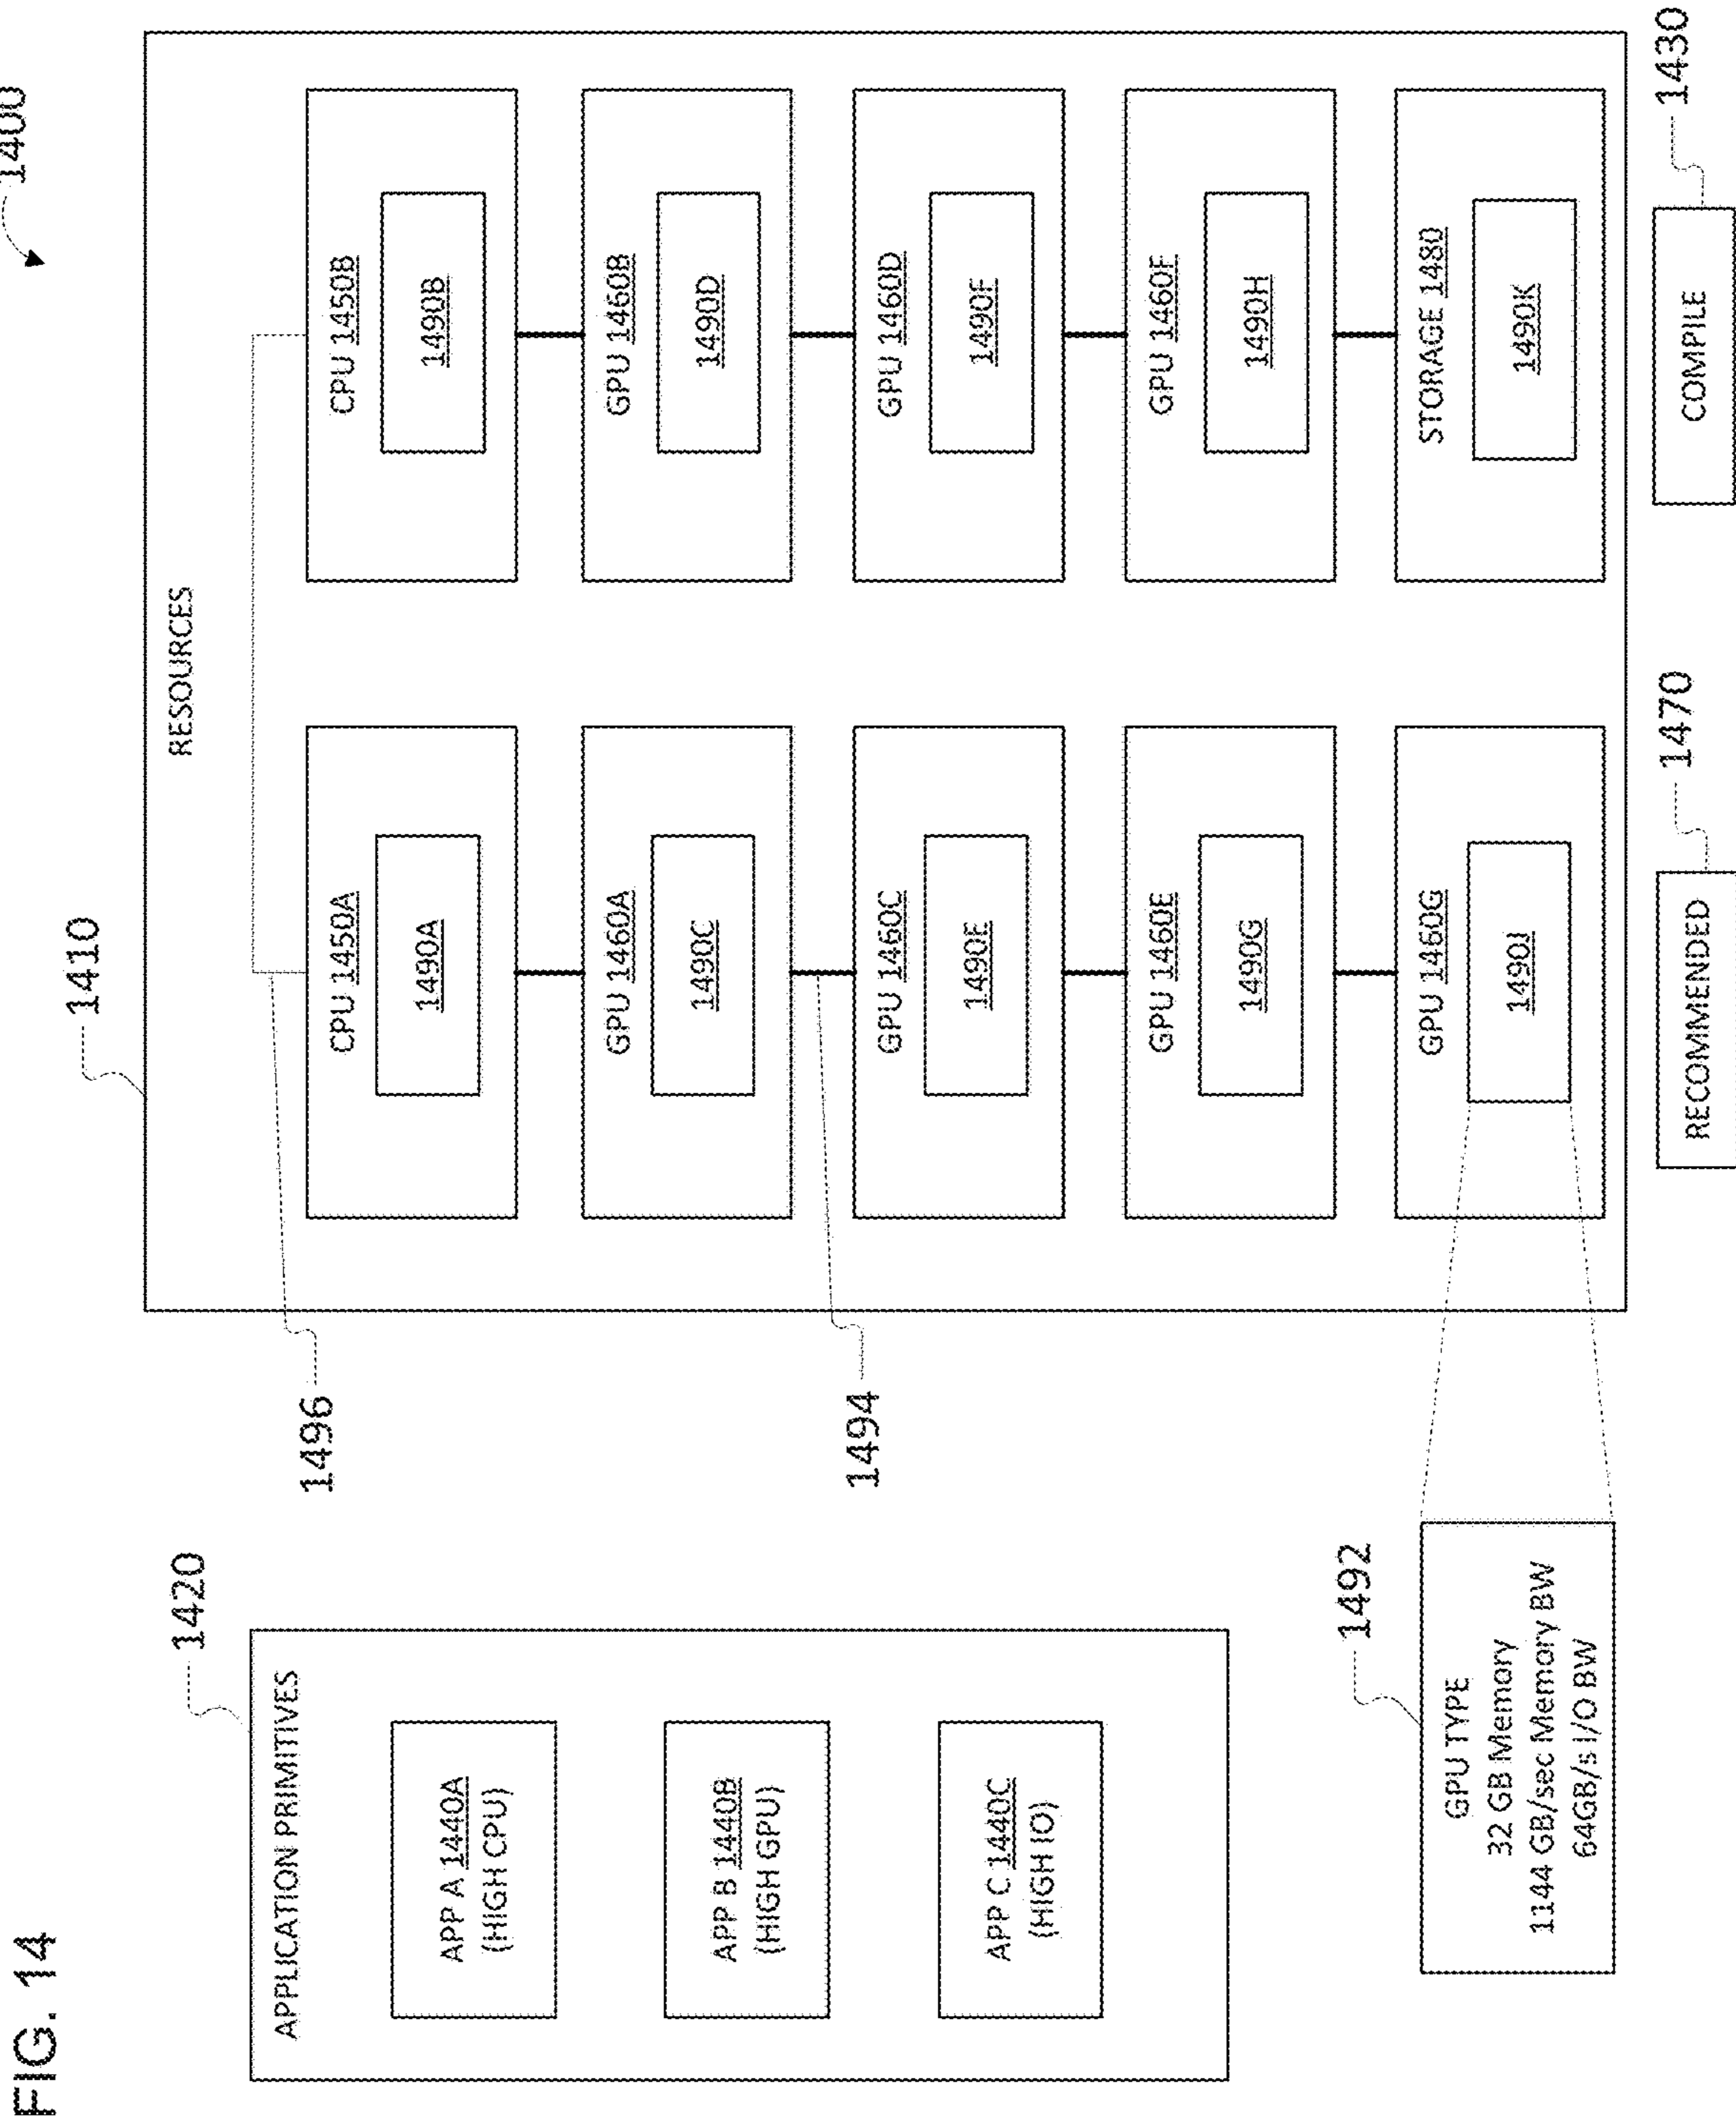 FIG. 14
1400
1410
1420
APPLICATION PRIMITIVES
APP A 1440A
(HIGH CPU)
APP B 1440B
(HIGH GPU)
APP C 1440C
(HIGH IO)
1492
GPU TYPE
32 GB Memory
1144 GB/sec Memory BW
64GB/s I/O BW
1496
1494
RESOURCES
CPU 1450A
1490A
CPU 1450B
1490B
GPU 1460A
1490C
GPU 1460B
1490D
GPU 1460C
1490E
GPU 1460D
1490F
GPU 1460E
1490G
GPU 1460F
1490H
GPU 1460G
1490J
STORAGE 1480
1490K
RECOMMENDED
1470
COMPILE
1430